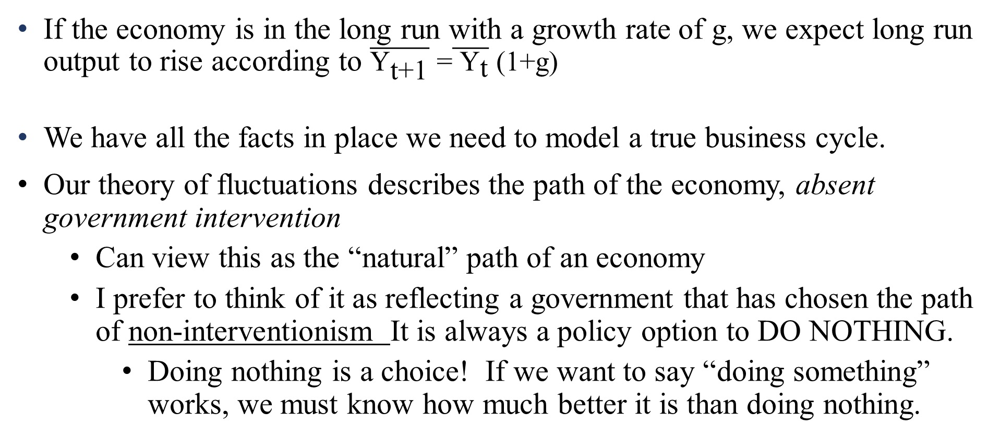 • If the economy is in the long run with a growth rate of g, we expect long run
output to rise according to Y̅t+1 = Y̅t (1+g)
• We have all the facts in place we need to model a true business cycle.
• Our theory of fluctuations describes the path of the economy, absent
government intervention
• Can view this as the “natural” path of an economy
• I prefer to think of it as reflecting a government that has chosen the path
of non-interventionism It is always a policy option to DO NOTHING.
• Doing nothing is a choice! If we want to say “doing something”
works, we must know how much better it is than doing nothing.